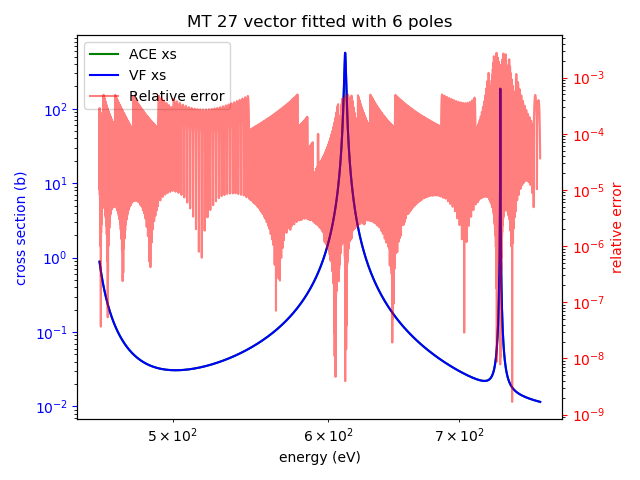 MT 27 vector fitted with 6 poles
ACE xs
VF xs
Relative error
cross section (b)
10²
10¹
10⁰
10⁻¹
10⁻²
10⁻³
10⁻⁴
10⁻⁵
10⁻⁶
10⁻⁷
10⁻⁸
10⁻⁹
relative error
5 × 10² 6 × 10² 7 × 10²
energy (eV)